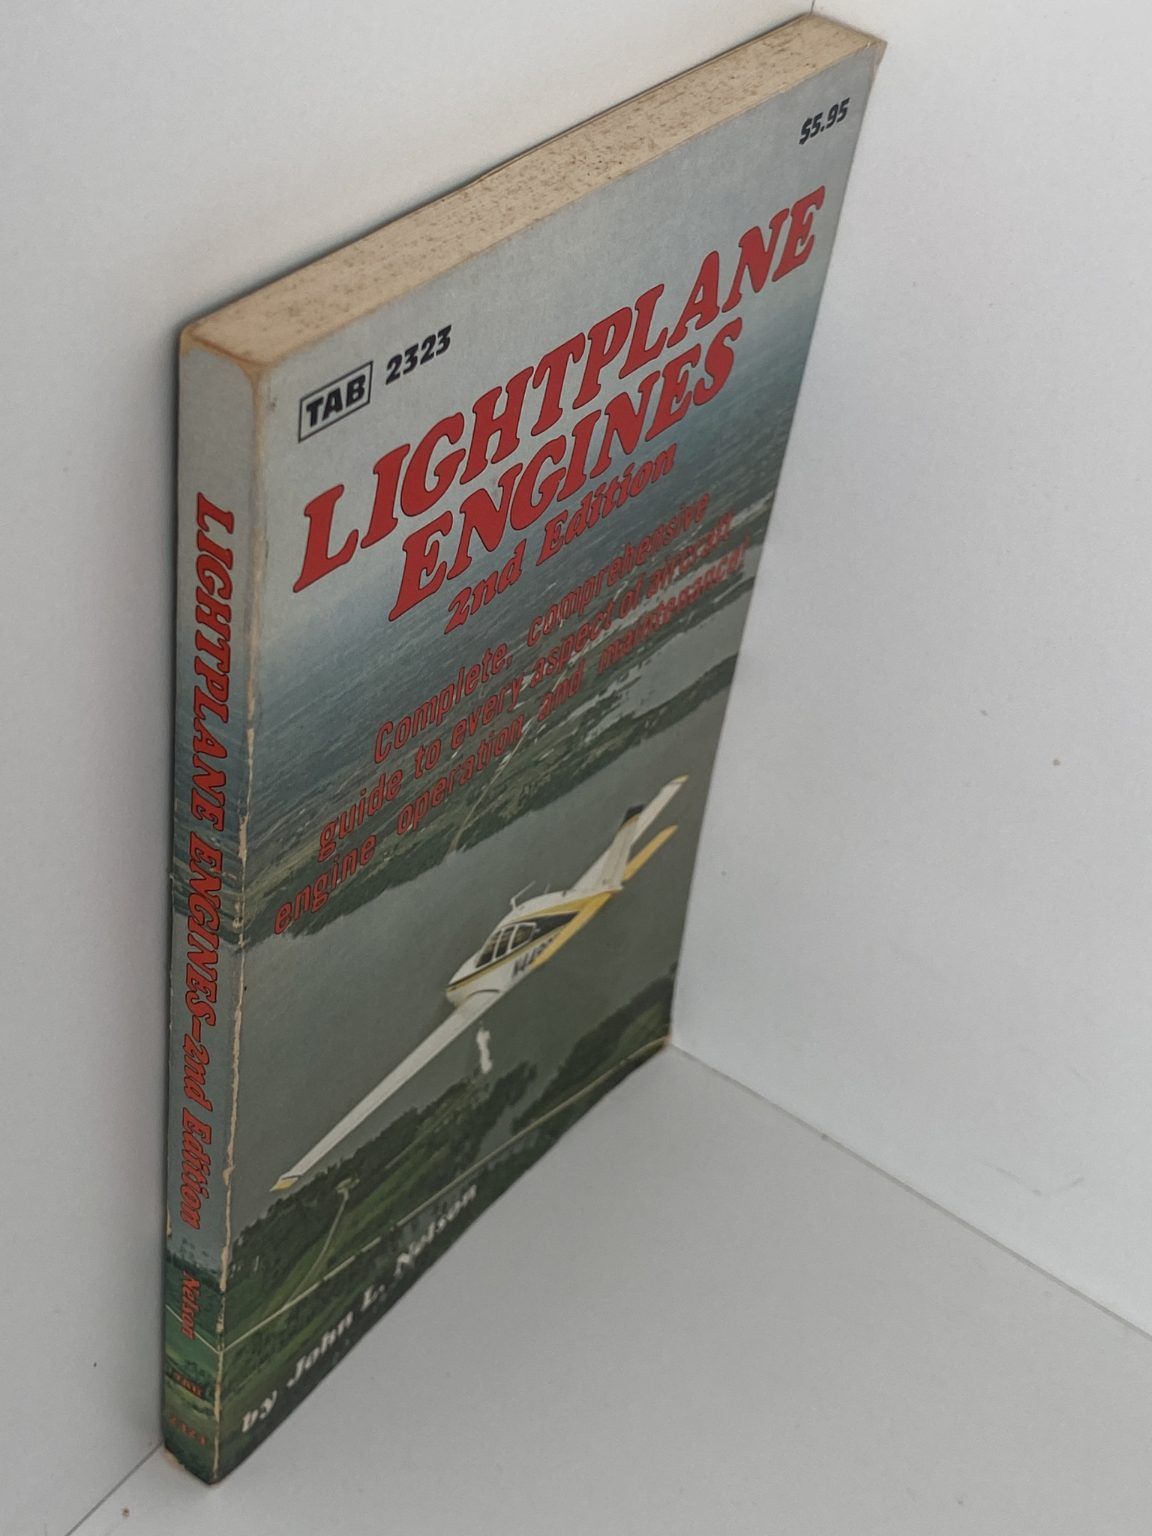 $5.95
TAB 2323
LIGHTPLANE
ENGINES
2nd Edition
Complete, comprehensive
guide to every aspect of aircraft
engine operation and maintenance!
by John L. Nelson
LIGHTPLANE ENGINES—2nd Edition
Nelson
TAB